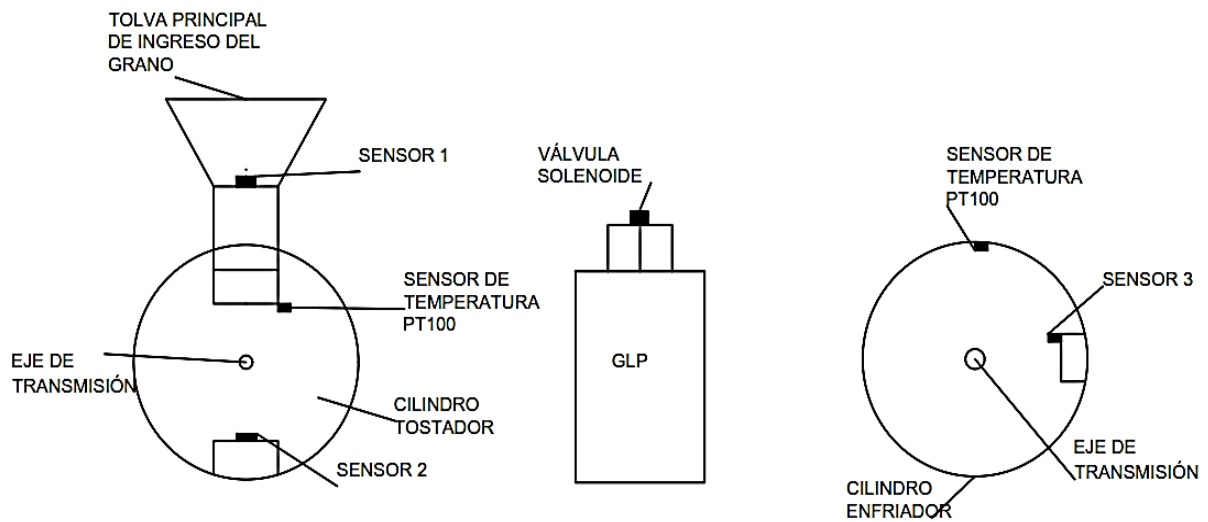 TOLVA PRINCIPAL
DE INGRESO DEL
GRANO
SENSOR 1
SENSOR DE
TEMPERATURA
PT100
EJE DE
TRANSMISIÓN
CILINDRO
TOSTADOR
SENSOR 2
VÁLVULA
SOLENOIDE
GLP
SENSOR DE
TEMPERATURA
PT100
SENSOR 3
EJE DE
TRANSMISIÓN
CILINDRO
ENFRIADOR